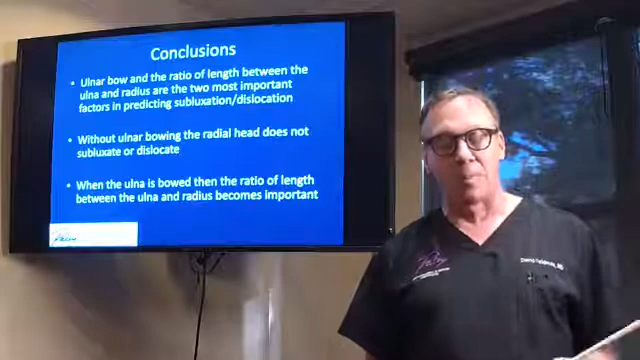 Conclusions
• Ulnar bow and the ratio of length between the
ulna and radius are the two most important
factors in predicting subluxation/dislocation
• Without ulnar bowing the radial head does not
subluxate or dislocate
• When the ulna is bowed then the ratio of length
between the ulna and radius becomes important